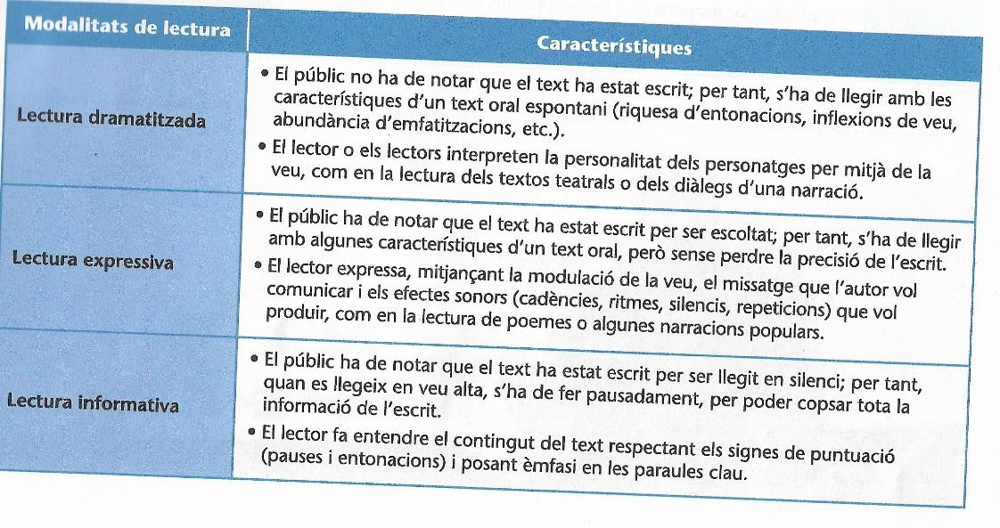 Modalitats de lectura
Característiques
Lectura dramatitzada
• El públic no ha de notar que el text ha estat escrit; per tant, s'ha de llegir amb les
característiques d'un text oral espontani (riquesa d'entonacions, inflexions de veu,
abundància d'emfatitzacions, etc.).
• El lector o els lectors interpreten la personalitat dels personatges per mitjà de la
veu, com en la lectura dels textos teatrals o dels diàlegs d'una narració.
Lectura expressiva
• El públic ha de notar que el text ha estat escrit per ser escoltat; per tant, s'ha de llegir
amb algunes característiques d'un text oral, però sense perdre la precisió de l'escrit.
• El lector expressa, mitjançant la modulació de la veu, el missatge que l'autor vol
comunicar i els efectes sonors (cadències, ritmes, silencis, repeticions) que vol
produir, com en la lectura de poemes o algunes narracions populars.
Lectura informativa
• El públic ha de notar que el text ha estat escrit per ser llegit en silenci; per tant,
quan es llegeix en veu alta, s'ha de fer pausadament, per poder copsar tota la
informació de l'escrit.
• El lector fa entendre el contingut del text respectant els signes de puntuació
(pauses i entonacions) i posant èmfasi en les paraules clau.